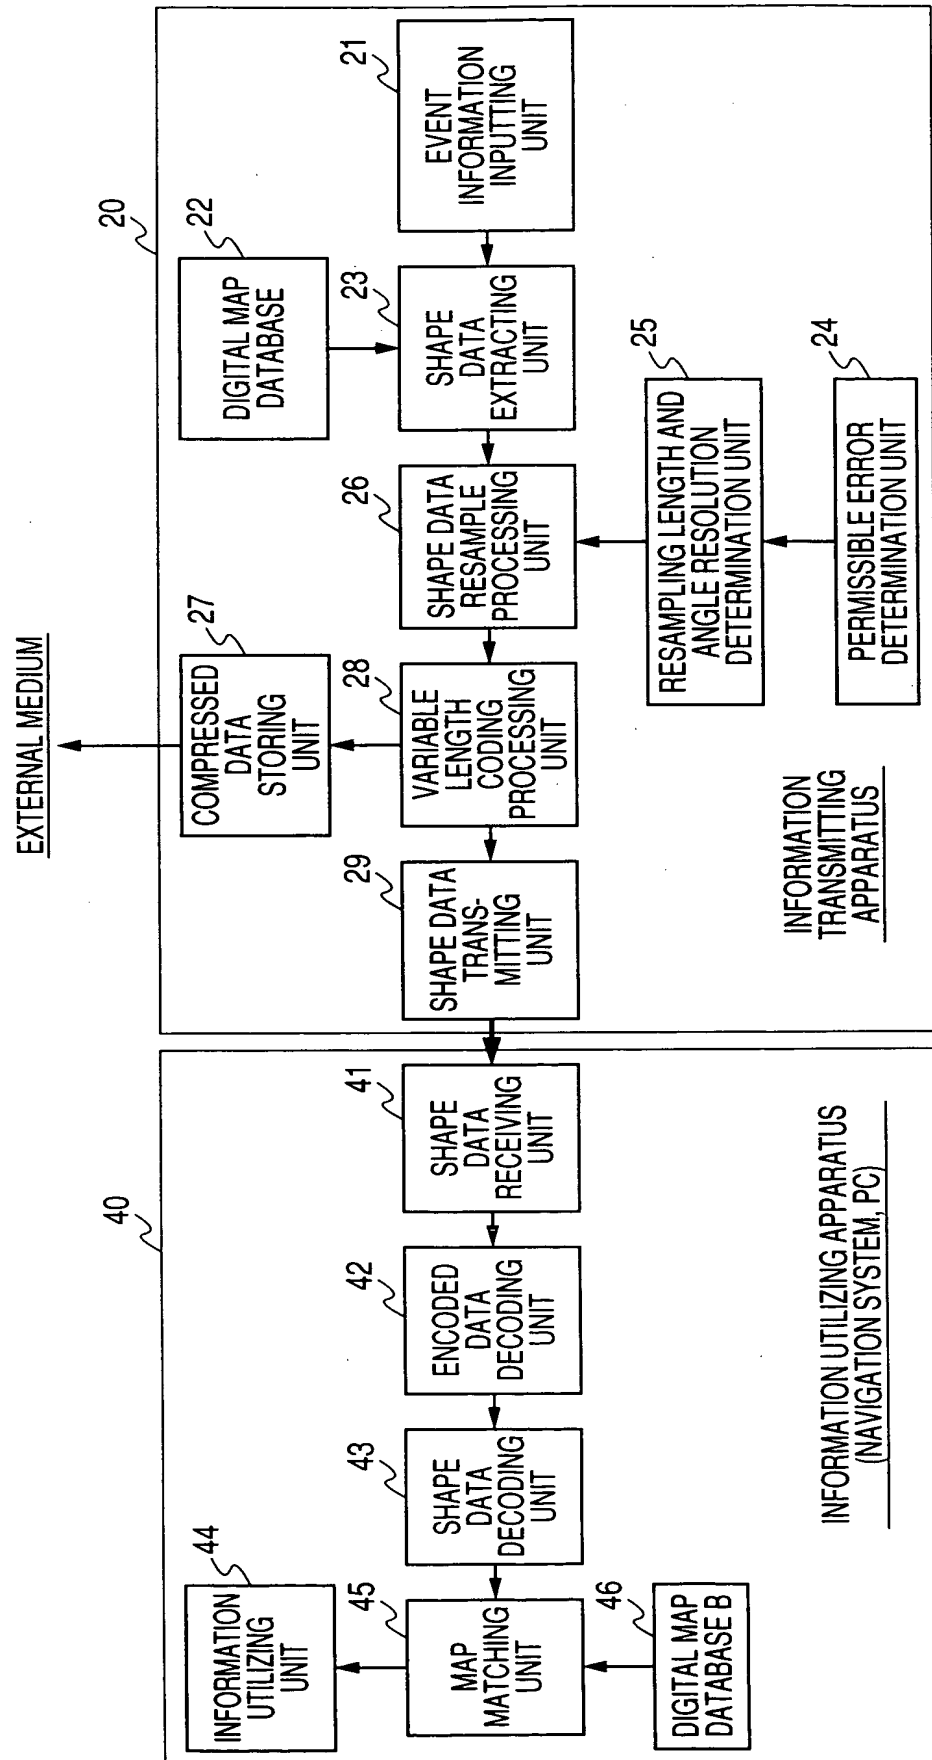 EXTERNAL MEDIUM
20
21
EVENT
INFORMATION
INPUTTING
UNIT
22
DIGITAL MAP
DATABASE
23
SHAPE
DATA
EXTRACTING
UNIT
24
PERMISSIBLE ERROR
DETERMINATION UNIT
25
RESAMPLING LENGTH AND
ANGLE RESOLUTION
DETERMINATION UNIT
26
SHAPE DATA
RESAMPLE
PROCESSING
UNIT
27
COMPRESSED
DATA
STORING
UNIT
28
VARIABLE
LENGTH
CODING
PROCESSING
UNIT
29
SHAPE DATA
TRANS-
MITTING
UNIT
INFORMATION
TRANSMITTING
APPARATUS
40
41
SHAPE
DATA
RECEIVING
UNIT
42
ENCODED
DATA
DECODING
UNIT
43
SHAPE
DATA
DECODING
UNIT
44
INFORMATION
UTILIZING
UNIT
45
MAP
MATCHING
UNIT
46
DIGITAL MAP
DATABASE B
INFORMATION UTILIZING APPARATUS
(NAVIGATION SYSTEM, PC)